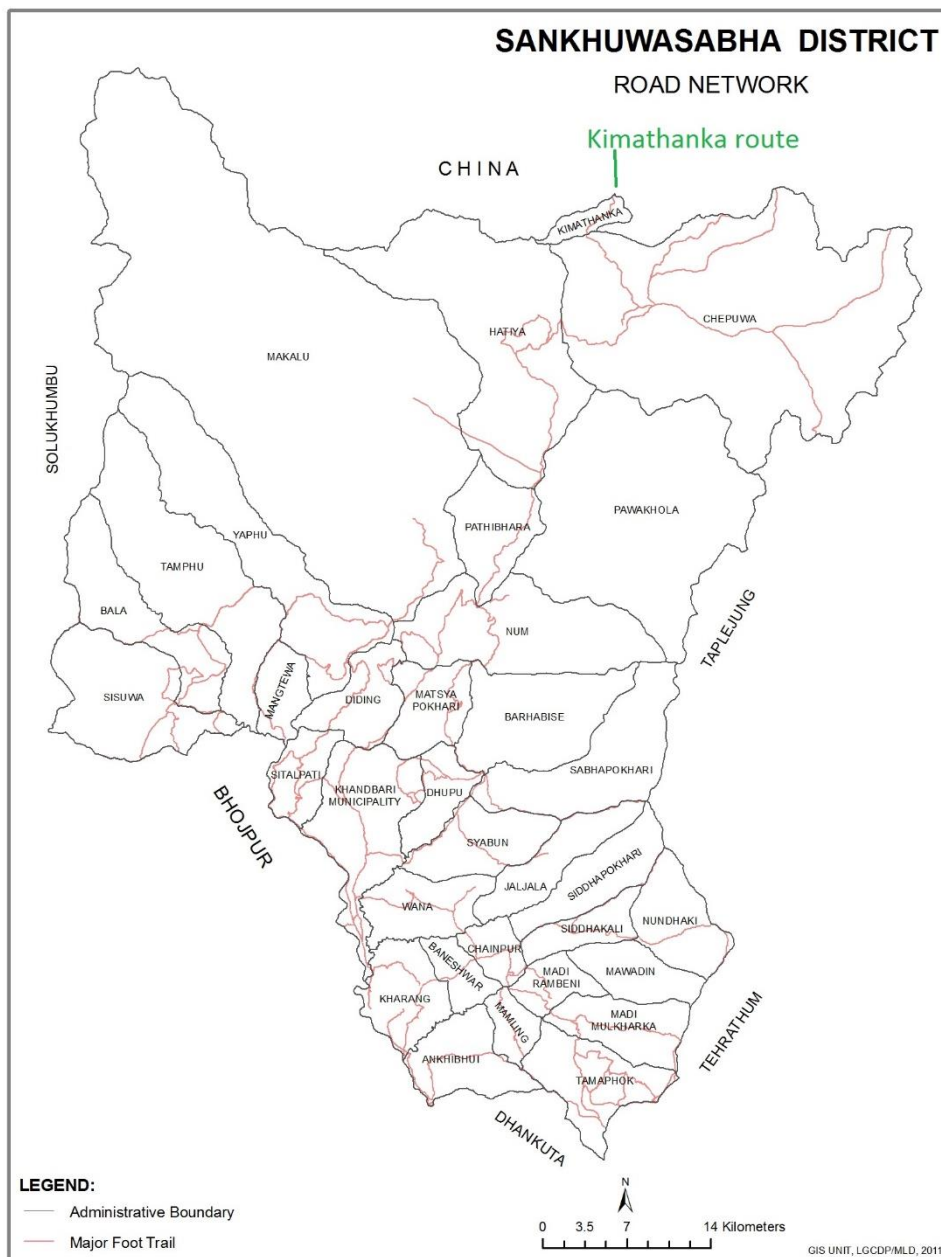 SANKHUWASABHA DISTRICT
ROAD NETWORK
Kimathanka route
CHINA
KIMATHANKA
CHEPUWA
HATIYA
MAKALU
SOLUKHUMBU
PAWAKHOLA
PATHIBHARA
YAPHU
TAMPHU
BALA
NUM
TAPLEJUNG
SISUWA
MANGTEWA
DIDING
MATSYA
POKHARI
BARHABISE
SABHAPOKHARI
SITALPATI
KHANDBARI
MUNICIPALITY
DHUPU
BHOJPUR
SYABUN
JALJALA
SIDDHAPOKHARI
WANA
SIDDHAKALI
NUNDHAKI
CHAINPUR
BANESHWAR
MADI
RAMBENI
MAWADIN
KHARANG
MAMLING
MADI
MULKHARKA
TEHRATHUM
ANKHIBHUI
TAMAPHOK
DHANKUTA
LEGEND:
Administrative Boundary
Major Foot Trail
N
0 3.5 7 14 Kilometers
GIS UNIT, LGCDP/MLD, 2011